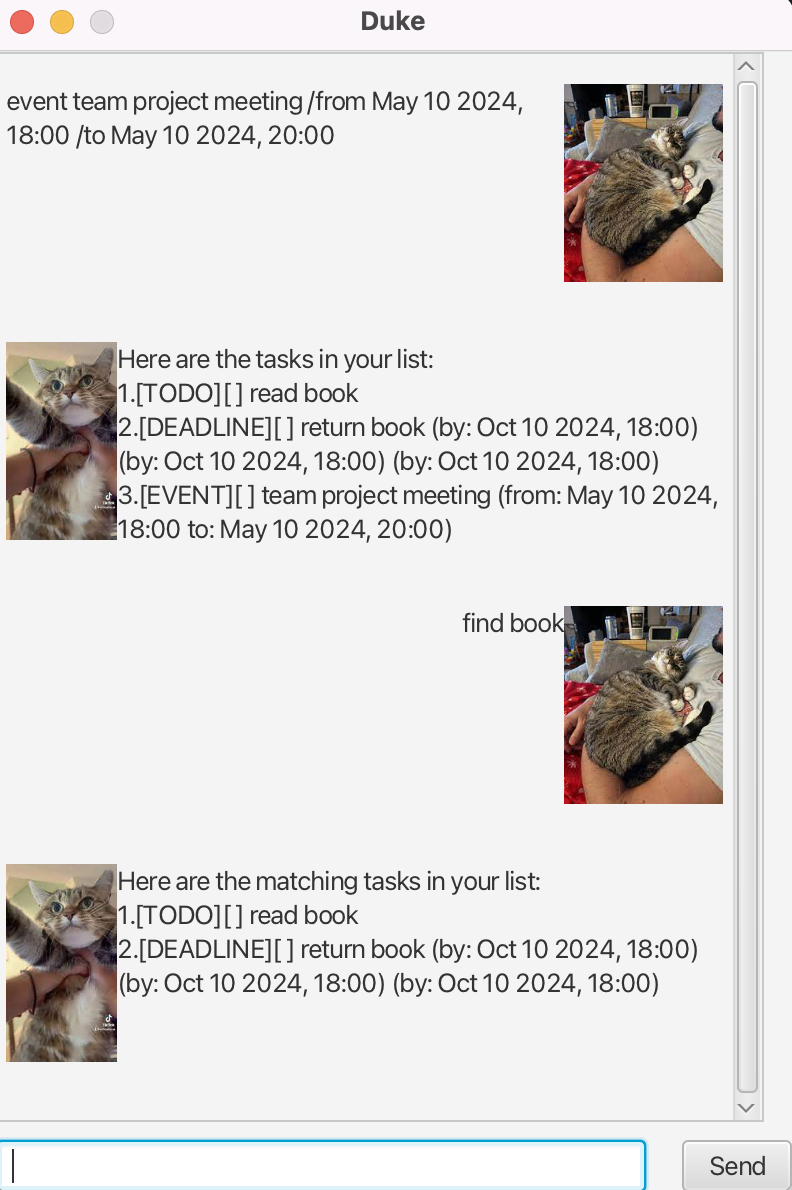 Duke
event team project meeting /from May 10 2024,
18:00 /to May 10 2024, 20:00
Here are the tasks in your list:
1.[TODO][ ] read book
2.[DEADLINE][ ] return book (by: Oct 10 2024, 18:00)
(by: Oct 10 2024, 18:00) (by: Oct 10 2024, 18:00)
3.[EVENT][ ] team project meeting (from: May 10 2024,
18:00 to: May 10 2024, 20:00)
find book
Here are the matching tasks in your list:
1.[TODO][ ] read book
2.[DEADLINE][ ] return book (by: Oct 10 2024, 18:00)
(by: Oct 10 2024, 18:00) (by: Oct 10 2024, 18:00)
Send